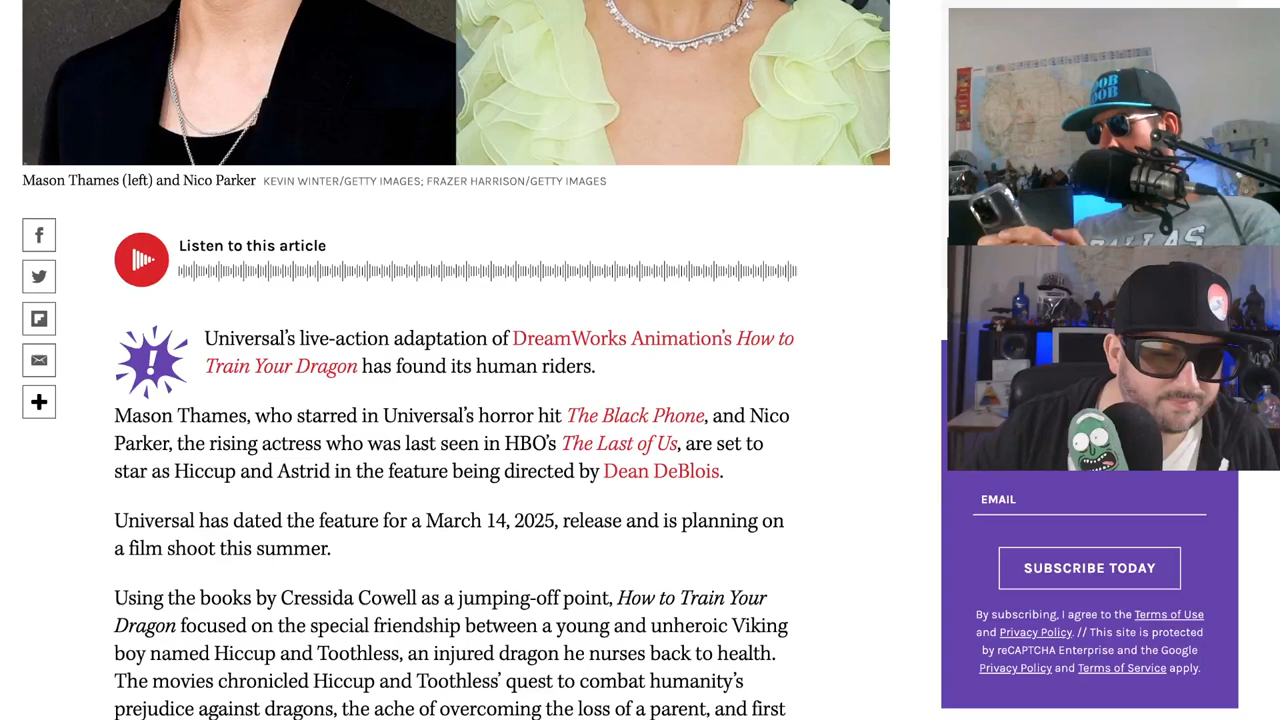 Mason Thames (left) and Nico Parker KEVIN WINTER/GETTY IMAGES; FRAZER HARRISON/GETTY IMAGES
Listen to this article
Universal’s live-action adaptation of DreamWorks Animation’s How to
Train Your Dragon has found its human riders.
Mason Thames, who starred in Universal’s horror hit The Black Phone, and Nico
Parker, the rising actress who was last seen in HBO’s The Last of Us, are set to
star as Hiccup and Astrid in the feature being directed by Dean DeBlois.
Universal has dated the feature for a March 14, 2025, release and is planning on
a film shoot this summer.
Using the books by Cressida Cowell as a jumping-off point, How to Train Your
Dragon focused on the special friendship between a young and unheroic Viking
boy named Hiccup and Toothless, an injured dragon he nurses back to health.
The movies chronicled Hiccup and Toothless’ quest to combat humanity’s
prejudice against dragons, the ache of overcoming the loss of a parent, and first
EMAIL
SUBSCRIBE TODAY
By subscribing, I agree to the Terms of Use
and Privacy Policy. // This site is protected
by reCAPTCHA Enterprise and the Google
Privacy Policy and Terms of Service apply.